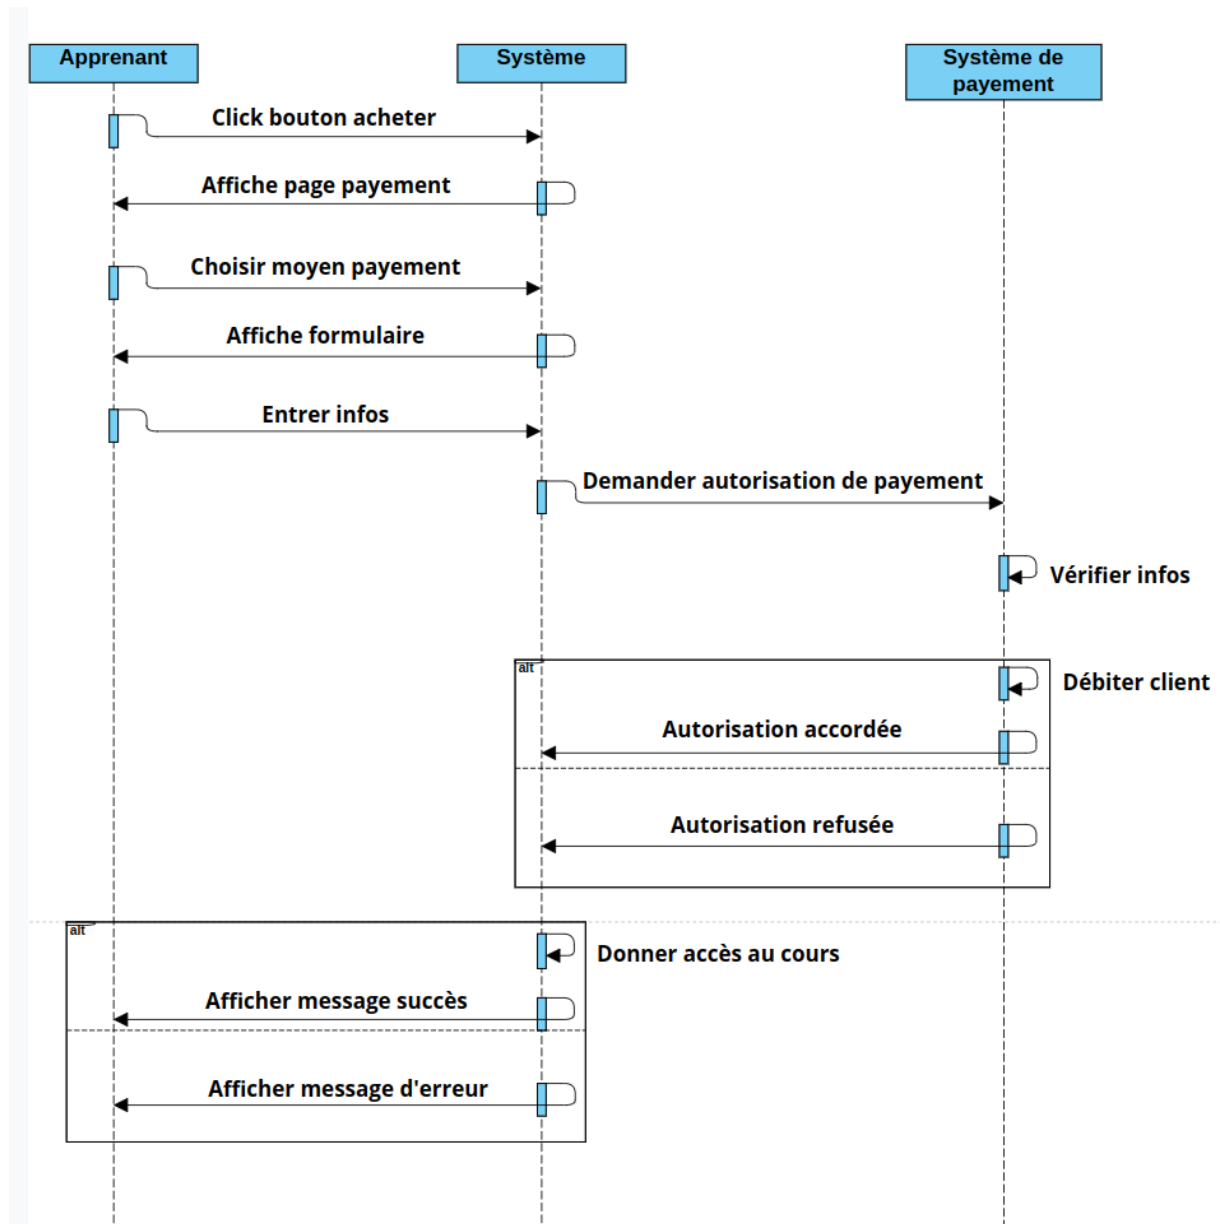 Apprenant
Système
Système de
payement
Click bouton acheter
Affiche page payement
Choisir moyen payement
Affiche formulaire
Entrer infos
Demander autorisation de payement
Vérifier infos
alt
Débiter client
Autorisation accordée
Autorisation refusée
alt
Donner accès au cours
Afficher message succès
Afficher message d'erreur